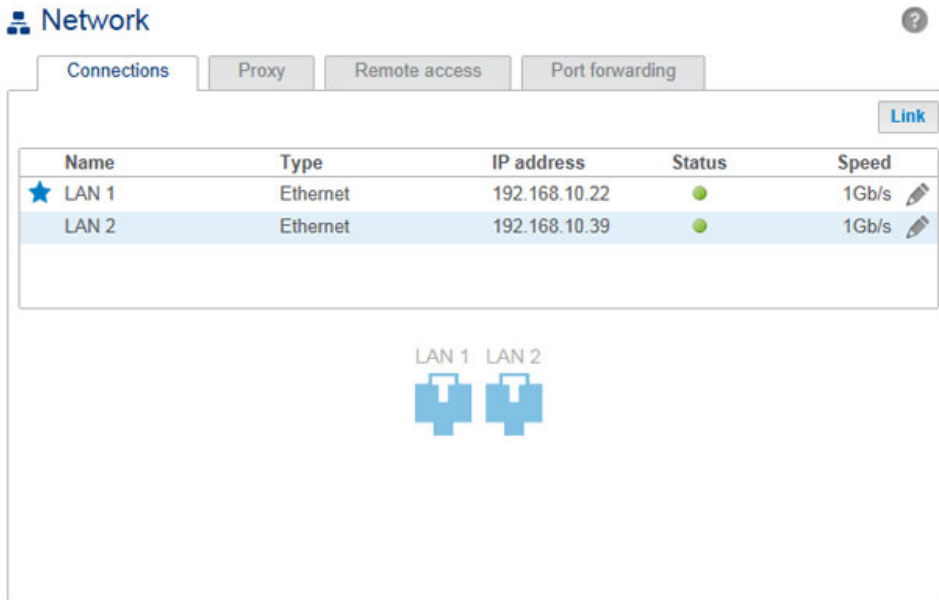 Network
?
Connections Proxy Remote access Port forwarding
Link
Name Type IP address Status Speed
LAN 1 Ethernet 192.168.10.22 1Gb/s
LAN 2 Ethernet 192.168.10.39 1Gb/s
LAN 1 LAN 2